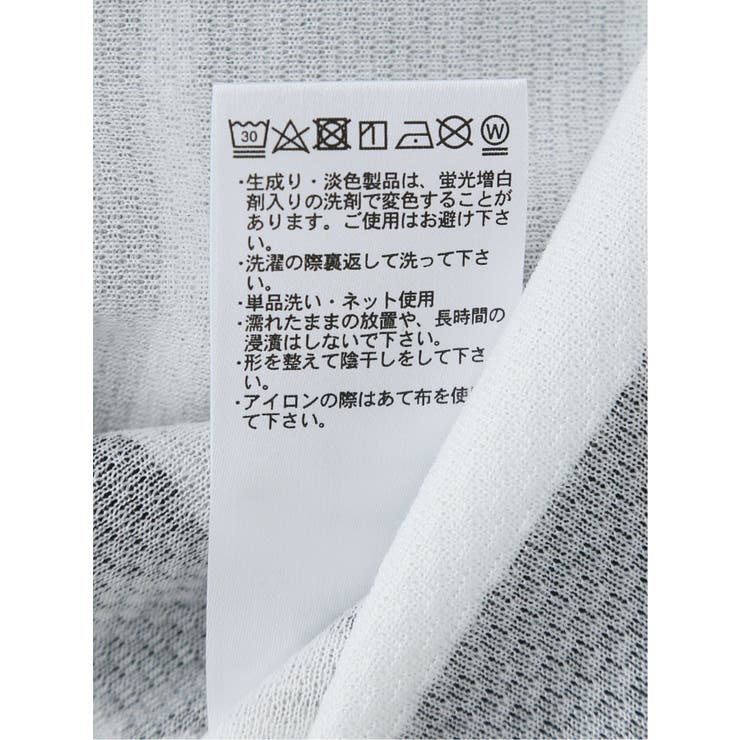 30 W
・生成り・淡色製品は、蛍光増白
剤入りの洗剤で変色することが
あります。ご使用はお避け下さ
い。
・洗濯の際裏返して洗って下さ
い。
・単品洗い・ネット使用
・濡れたままの放置や、長時間の
浸漬はしないで下さい。
・形を整えて陰干しをして下さ
い。
・アイロンの際はあて布を使
て下さい。